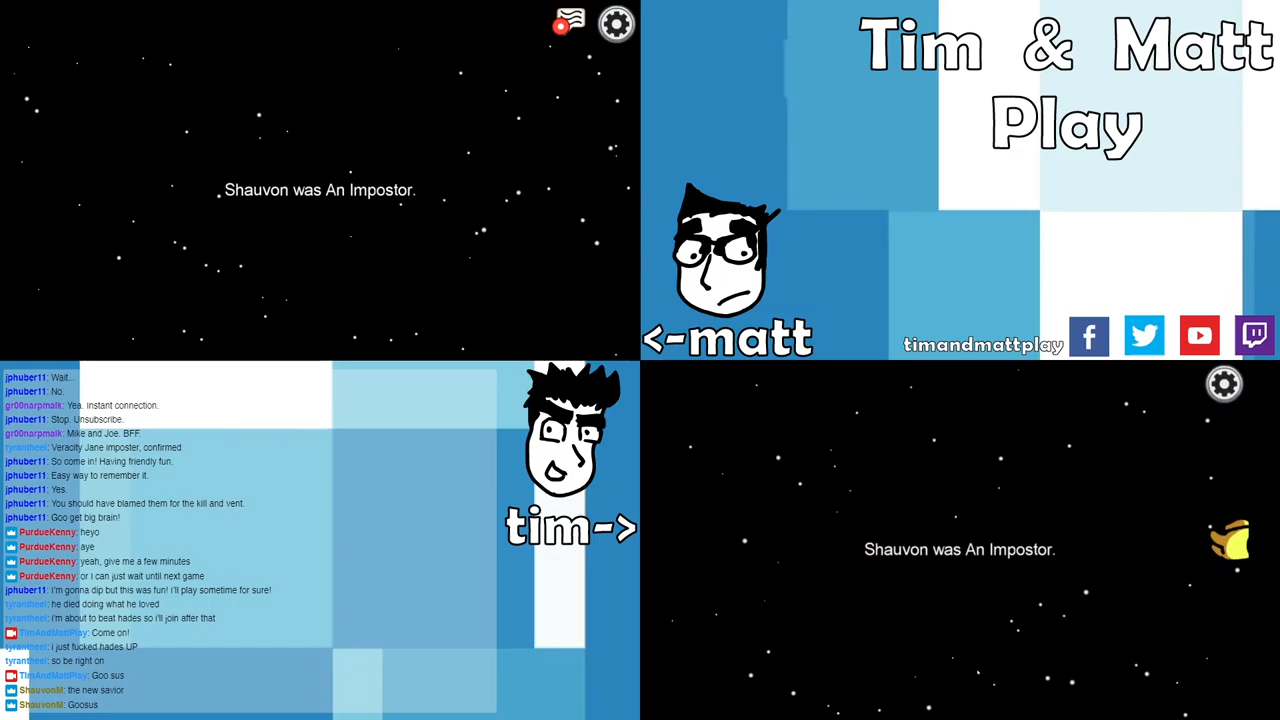 Shauvon was An Impostor.
Tim & Matt
Play
<-matt
timandmattplay
jphuber11: Wait...
jphuber11: No.
gr00narpmalk: Yea. Instant connection.
jphuber11: Stop. Unsubscribe.
gr00narpmalk: Mike and Joe. BFF.
tyrantheel: Veracity Jane imposter, confirmed
jphuber11: So come in! Having friendly fun.
jphuber11: Easy way to remember it.
jphuber11: Yes.
jphuber11: You should have blamed them for the kill and vent.
jphuber11: Goo get big brain!
PurdueKenny: heyo
PurdueKenny: aye
PurdueKenny: yeah, give me a few minutes
PurdueKenny: or I can just wait until next game
jphuber11: I'm gonna dip but this was fun! I'll play sometime for sure!
tyrantheel: he died doing what he loved
tyrantheel: i'm about to beat hades so i'll join after that
TimAndMattPlay: Come on!
tyrantheel: i just fucked hades UP
tyrantheel: so be right on
TimAndMattPlay: Goo sus
ShauvonM: the new savior
ShauvonM: Goosus
tim->
Shauvon was An Impostor.